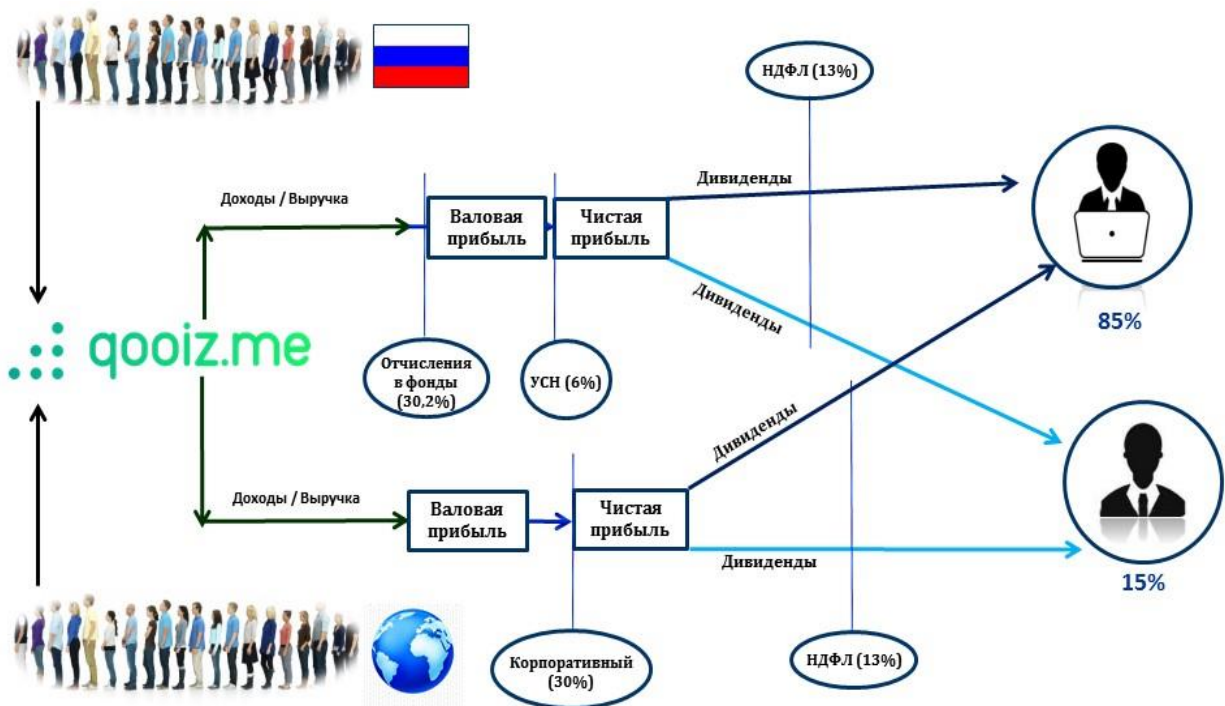 НДФЛ (13%)
Дивиденды
Доходы / Выручка
Валовая
прибыль
Чистая
прибыль
Дивиденды
85%
qooiz.me
Отчисления
в фонды
(30,2%)
УСН (6%)
Дивиденды
Доходы / Выручка
Валовая
прибыль
Чистая
прибыль
Дивиденды
15%
Корпоративный
(30%)
НДФЛ (13%)